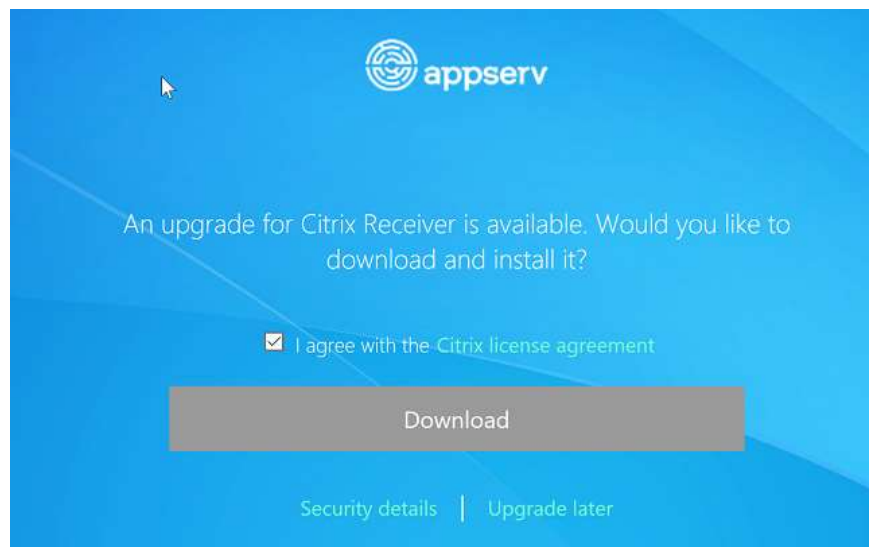 appserv
An upgrade for Citrix Receiver is available. Would you like to
download and install it?
I agree with the Citrix license agreement
Download
Security details | Upgrade later